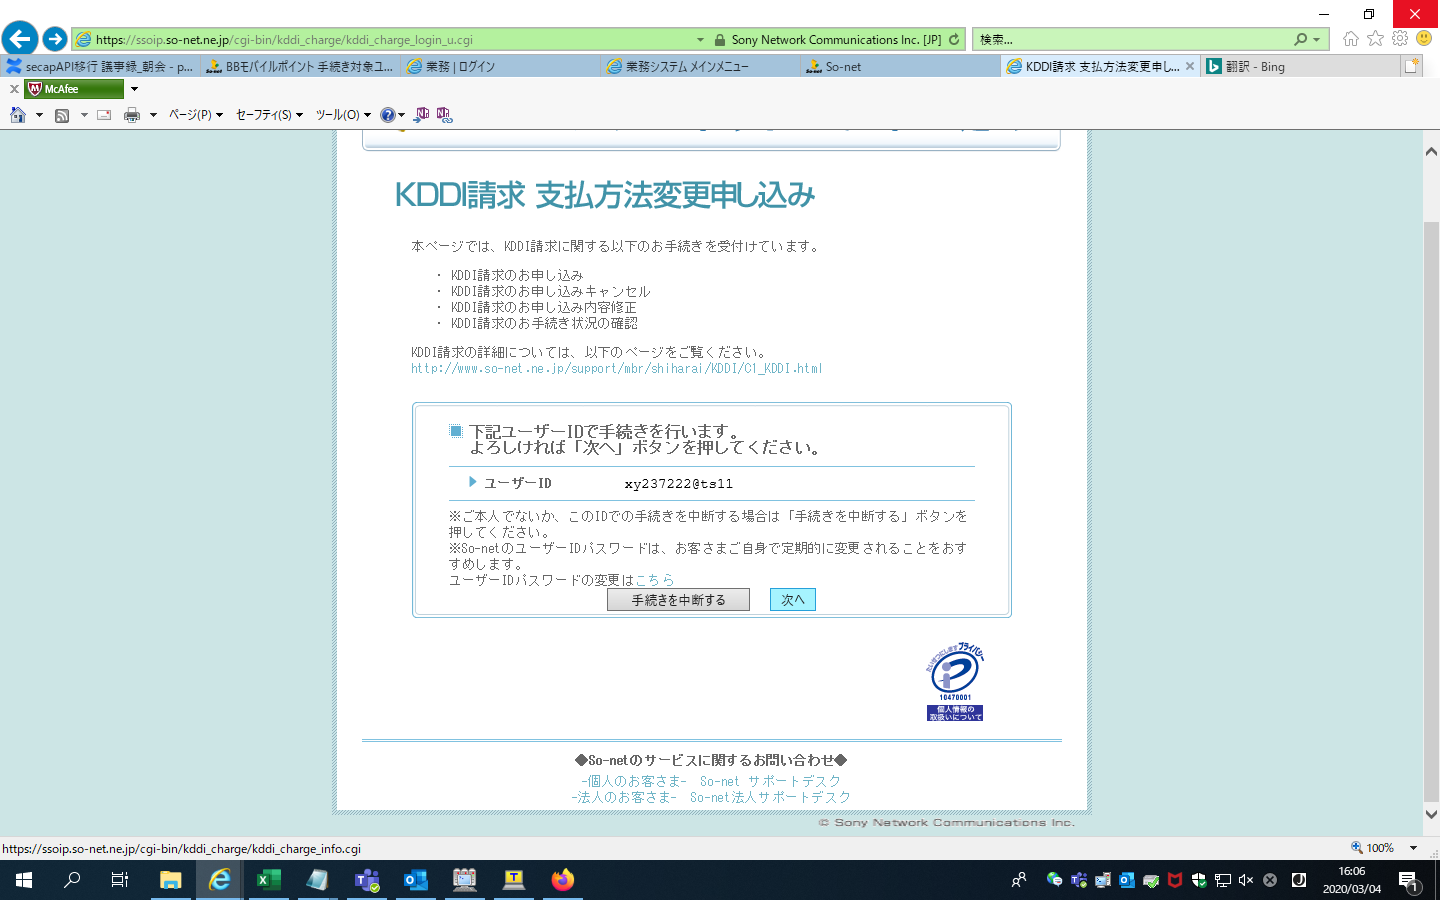 https://ssoip.so-net.ne.jp/cgi-bin/kddi_charge/kddi_charge_login_u.cgi
Sony Network Communications Inc. [JP]
検索...
secapAPI移行 議事録_朝会 - p...
BBモバイルポイント 手続き対象ユ...
業務 | ログイン
業務システム メインメニュー
So-net
KDDI請求 支払方法変更申し...
翻訳 - Bing
McAfee
ページ(P)
セーフティ(S)
ツール(O)
KDDI請求 支払方法変更申し込み
本ページでは、KDDI請求に関する以下のお手続きを受付けています。
・ KDDI請求のお申し込み
・ KDDI請求のお申し込みキャンセル
・ KDDI請求のお申し込み内容修正
・ KDDI請求のお手続き状況の確認
KDDI請求の詳細については、以下のページをご覧ください。
http://www.so-net.ne.jp/support/mbr/shiharai/KDDI/C1_KDDI.html
下記ユーザーIDで手続きを行います。
よろしければ「次へ」ボタンを押してください。
ユーザーID xy237222@ts11
※ご本人でないか、このIDでの手続きを中断する場合は「手続きを中断する」ボタンを
押してください。
※So-netのユーザーIDパスワードは、お客さまご自身で定期的に変更されることをおす
すめします。
ユーザーIDパスワードの変更はこちら
手続きを中断する 次へ
たいせつにしますプライバシー
10470001
個人情報の
取扱いについて
◆So-netのサービスに関するお問い合わせ◆
-個人のお客さま- So-net サポートデスク
-法人のお客さま- So-net法人サポートデスク
© Sony Network Communications Inc.
https://ssoip.so-net.ne.jp/cgi-bin/kddi_charge/kddi_charge_info.cgi
100%
16:06
2020/03/04
1